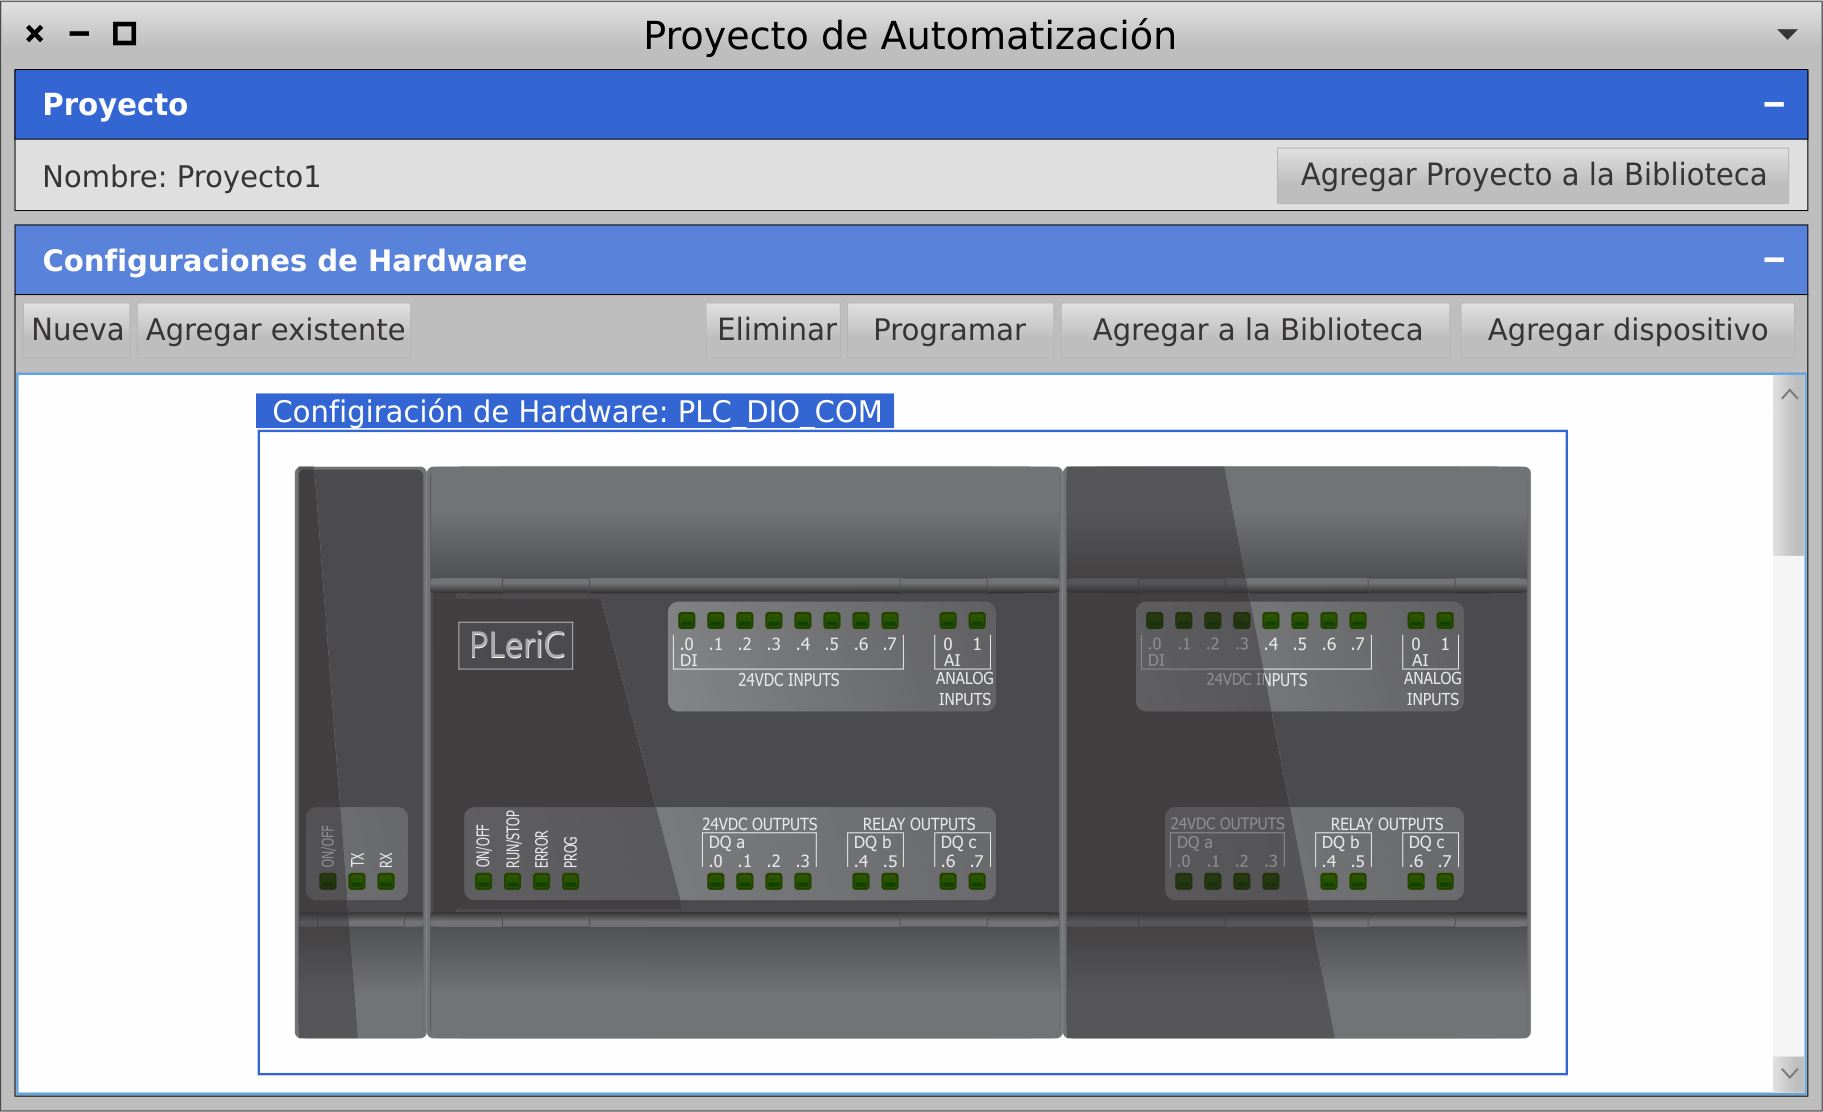 Proyecto de Automatización
Proyecto
Nombre: Proyecto1
Agregar Proyecto a la Biblioteca
Configuraciones de Hardware
Nueva Agregar existente Eliminar Programar Agregar a la Biblioteca Agregar dispositivo
Configiración de Hardware: PLC_DIO_COM
ON/OFF
TX
RX
PLeriC
.0 .1 .2 .3 .4 .5 .6 .7
DI
24VDC INPUTS
0 1
AI
ANALOG
INPUTS
ON/OFF
RUN/STOP
ERROR
PROG
24VDC OUTPUTS
DQ a
.0 .1 .2 .3
RELAY OUTPUTS
DQ b DQ c
.4 .5 .6 .7
.0 .1 .2 .3 .4 .5 .6 .7
DI
24VDC INPUTS
0 1
AI
ANALOG
INPUTS
24VDC OUTPUTS
DQ a
.0 .1 .2 .3
RELAY OUTPUTS
DQ b DQ c
.4 .5 .6 .7